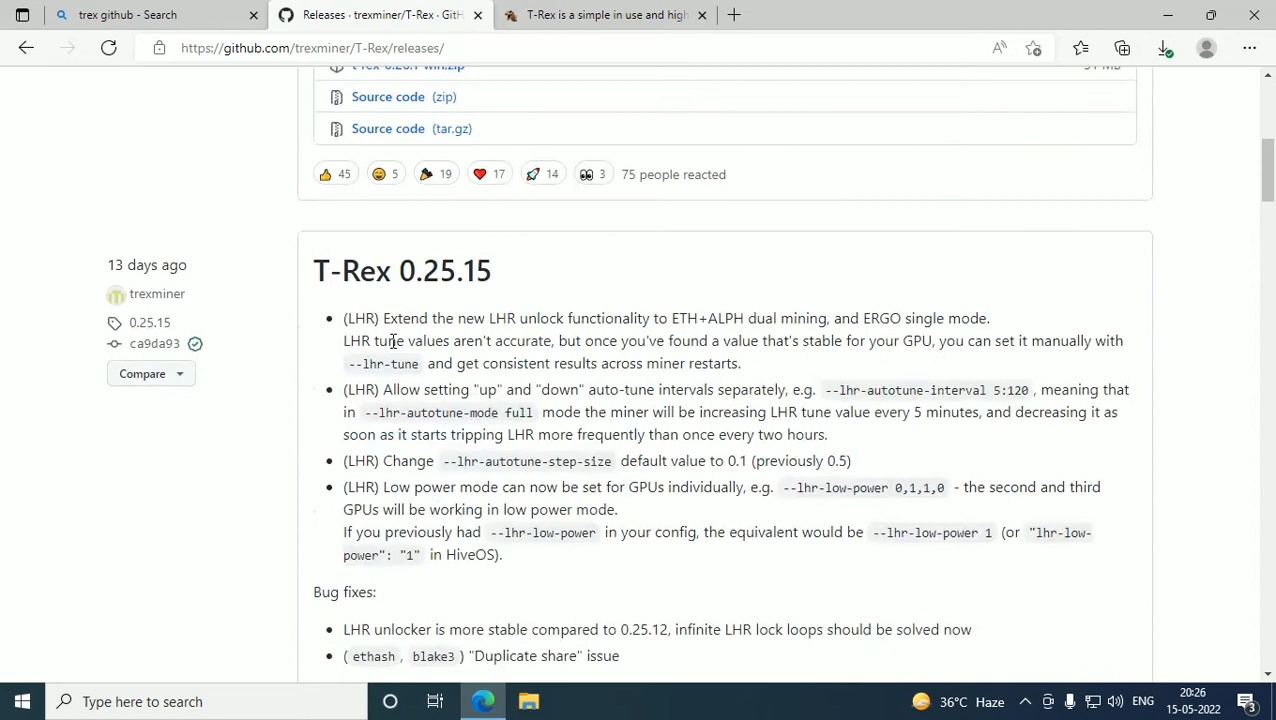 trex github - Search
Releases · trexminer/T-Rex · GitH
T-Rex is a simple in use and high
https://github.com/trexminer/T-Rex/releases/
Source code (zip)
Source code (tar.gz)
45
5
19
17
14
3
75 people reacted
13 days ago
trexminer
0.25.15
ca9da93
Compare
T-Rex 0.25.15
(LHR) Extend the new LHR unlock functionality to ETH+ALPH dual mining, and ERGO single mode.
LHR tune values aren't accurate, but once you've found a value that's stable for your GPU, you can set it manually with
--lhr-tune and get consistent results across miner restarts.
(LHR) Allow setting "up" and "down" auto-tune intervals separately, e.g. --lhr-autotune-interval 5:120 , meaning that
in --lhr-autotune-mode full mode the miner will be increasing LHR tune value every 5 minutes, and decreasing it as
soon as it starts tripping LHR more frequently than once every two hours.
(LHR) Change --lhr-autotune-step-size default value to 0.1 (previously 0.5)
(LHR) Low power mode can now be set for GPUs individually, e.g. --lhr-low-power 0,1,1,0 - the second and third
GPUs will be working in low power mode.
If you previously had --lhr-low-power in your config, the equivalent would be --lhr-low-power 1 (or "lhr-low-
power": "1" in HiveOS).
Bug fixes:
LHR unlocker is more stable compared to 0.25.12, infinite LHR lock loops should be solved now
( ethash , blake3 ) "Duplicate share" issue
Type here to search
36°C Haze
ENG
20:26
15-05-2022
3